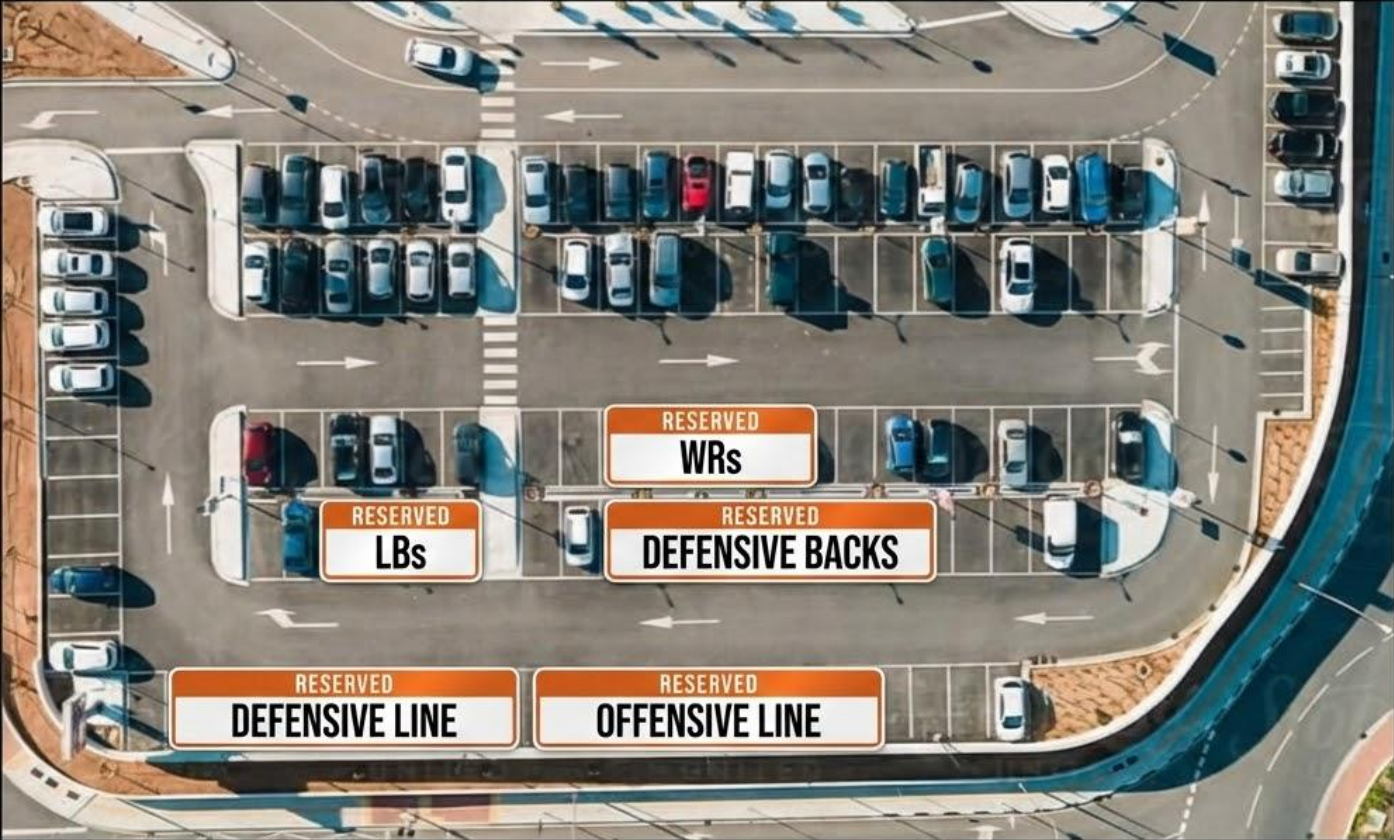 RESERVED
WRs
RESERVED
LBs
RESERVED
DEFENSIVE BACKS
RESERVED
DEFENSIVE LINE
RESERVED
OFFENSIVE LINE